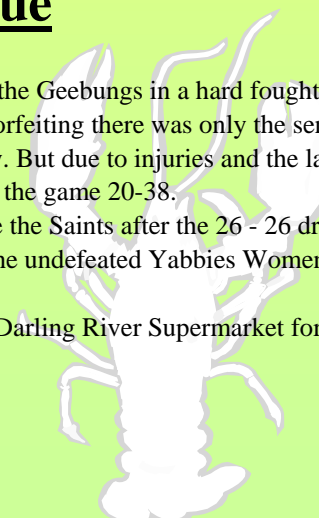 ue
the Geebungs in a hard fought
orfeiting there was only the ser
. But due to injuries and the la
the game 20-38.
e the Saints after the 26 - 26 dr
ne undefeated Yabbies Women
Darling River Supermarket for